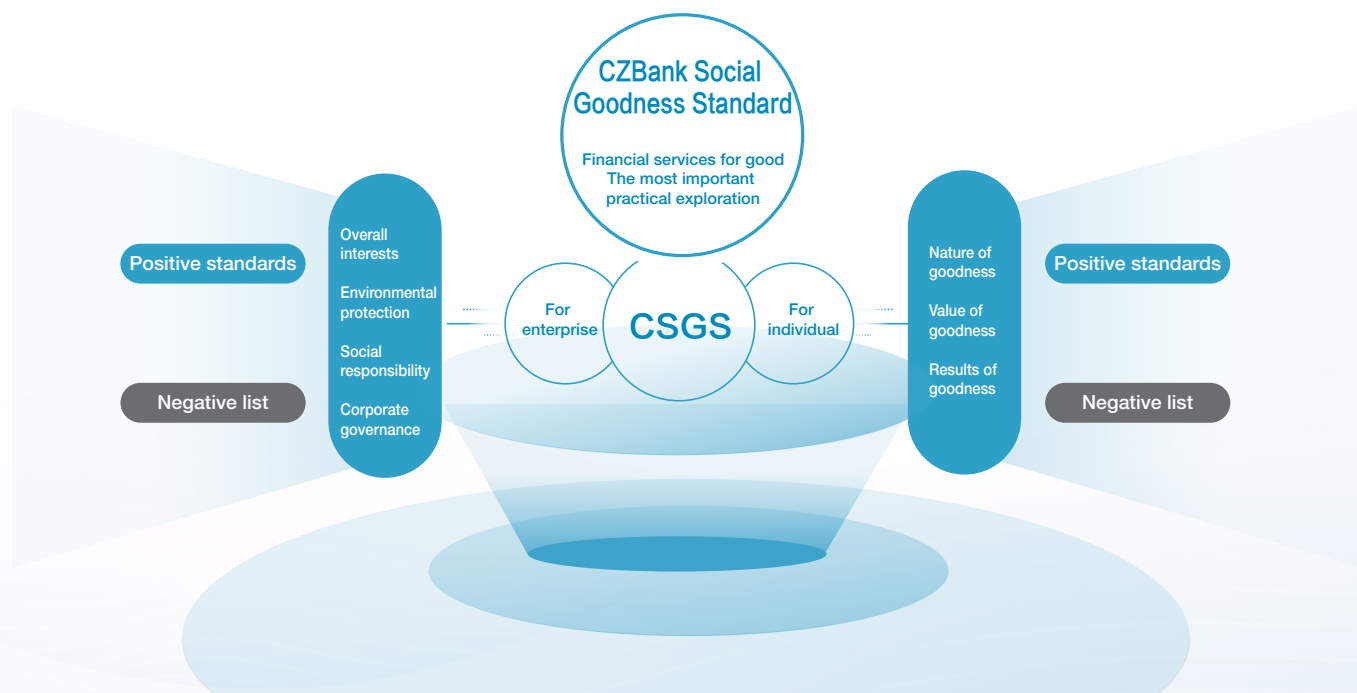 CZBank Social
Goodness Standard
Financial services for good
The most important
practical exploration
Positive standards
Negative list
Overall
interests
Environmental
protection
Social
responsibility
Corporate
governance
For
enterprise
CSGS
For
individual
Nature of
goodness
Value of
goodness
Results of
goodness
Positive standards
Negative list